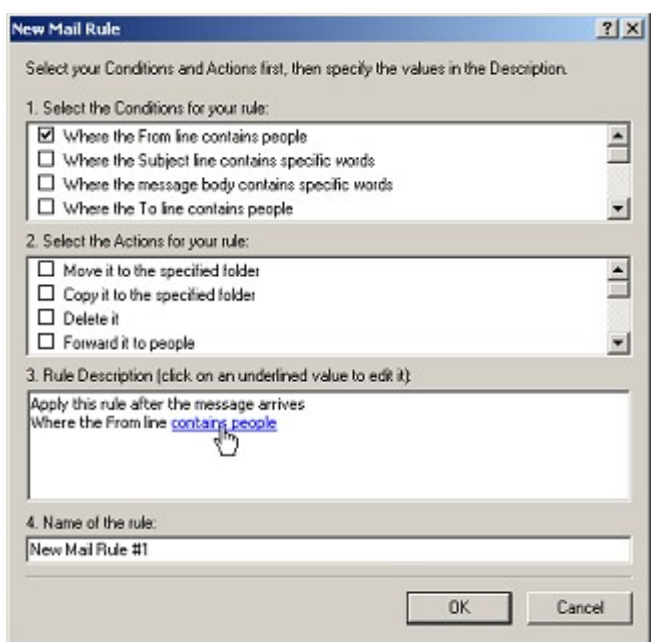 New Mail Rule
Select your Conditions and Actions first, then specify the values in the Description.
1. Select the Conditions for your rule:
Where the From line contains people
Where the Subject line contains specific words
Where the message body contains specific words
Where the To line contains people
2. Select the Actions for your rule:
Move it to the specified folder
Copy it to the specified folder
Delete it
Forward it to people
3. Rule Description (click on an underlined value to edit it):
Apply this rule after the message arrives
Where the From line contains people
4. Name of the rule:
New Mail Rule #1
OK Cancel